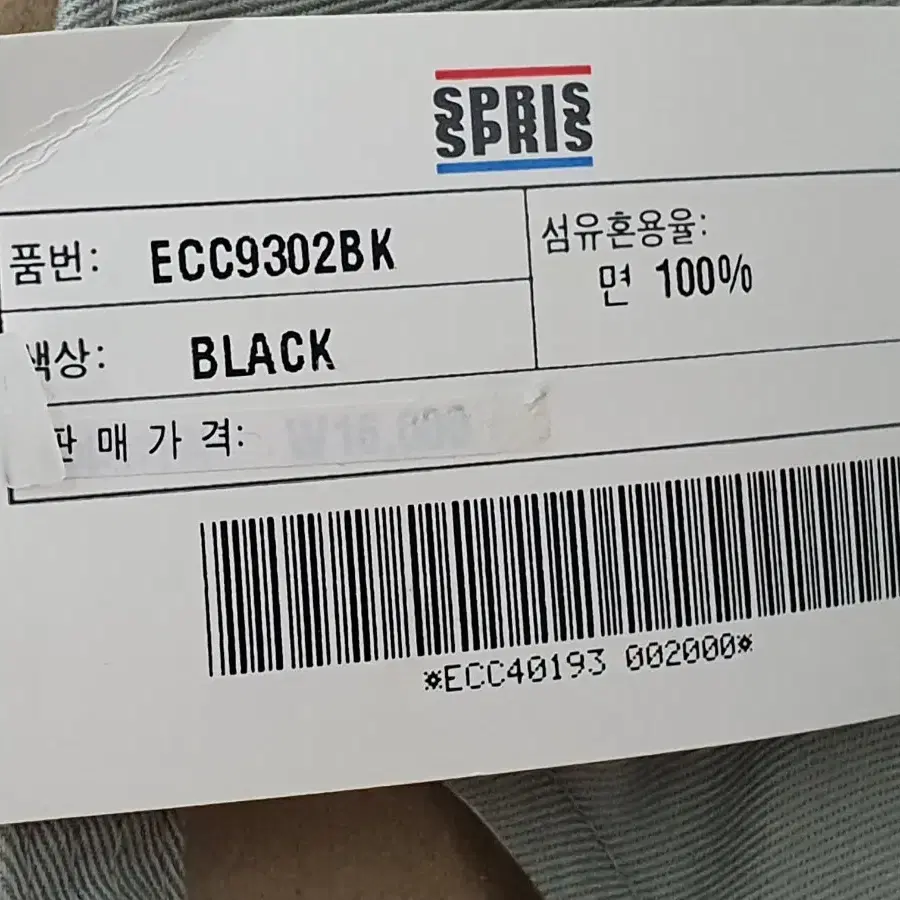 SPRIS
SPRIS
품번: ECC9302BK
섬유혼용율:
면 100%
색상: BLACK
판매가격:
*ECC40193 002000*